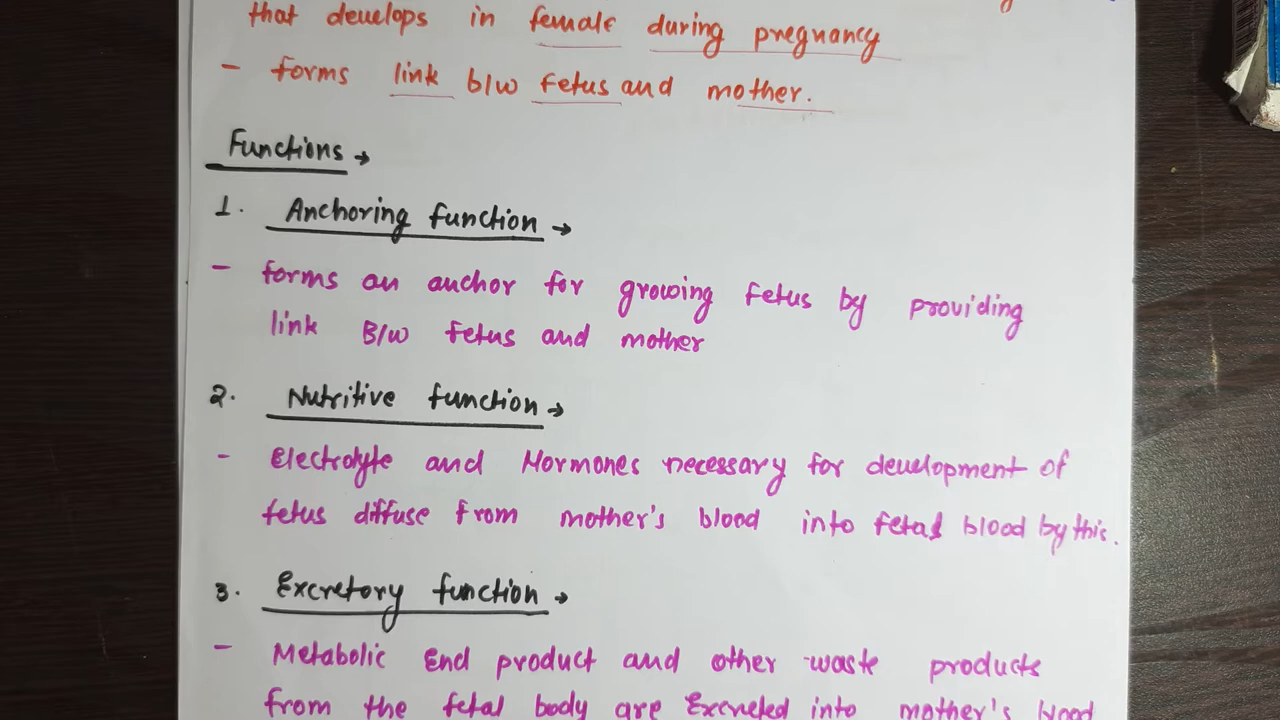 that develops in female during pregnancy
- forms link b/w fetus and mother.
Functions →
1. Anchoring function →
- forms an anchor for growing fetus by providing
link B/w fetus and mother
2. Nutritive function →
- Electrolyte and Hormones necessary for development of
fetus diffuse from mother's blood into fetal blood by this.
3. Excretory function →
- Metabolic End product and other waste products
from the fetal body are Excreted into mother's blood